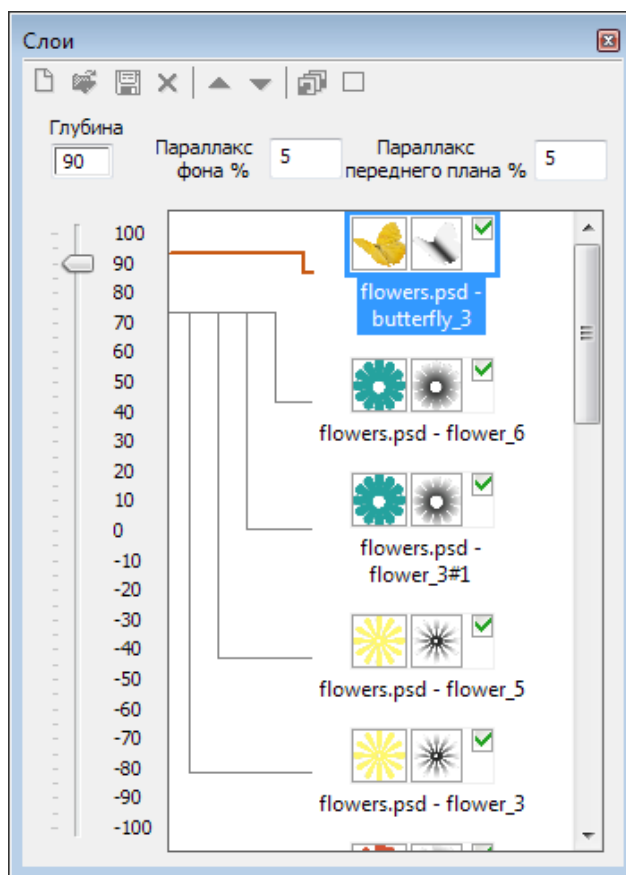 Слои
Глубина
90
Параллакс
фона %
5
Параллакс
переднего плана %
5
100
90
80
70
60
50
40
30
20
10
0
-10
-20
-30
-40
-50
-60
-70
-80
-90
-100
flowers.psd -
butterfly_3
flowers.psd - flower_6
flowers.psd -
flower_3#1
flowers.psd - flower_5
flowers.psd - flower_3